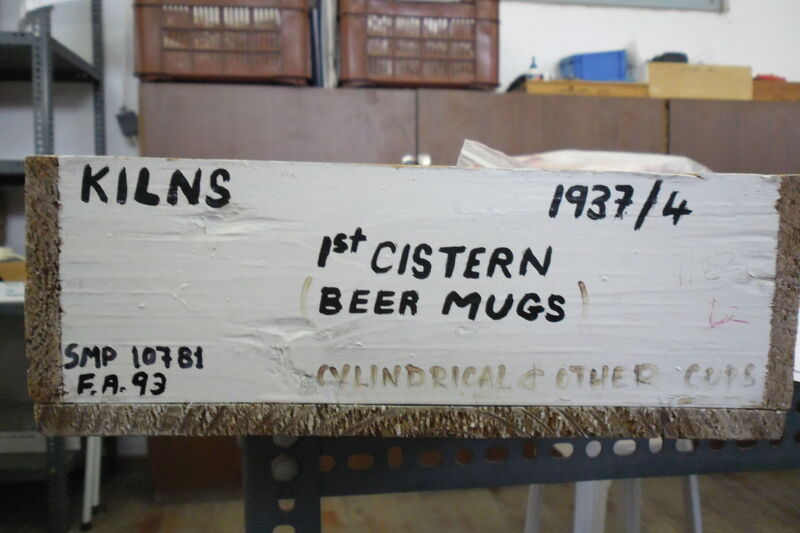 KILNS
1937/4
1st CISTERN
(BEER MUGS)
CYLINDRICAL & OTHER CUPS
SMP 10781
F.A. 93